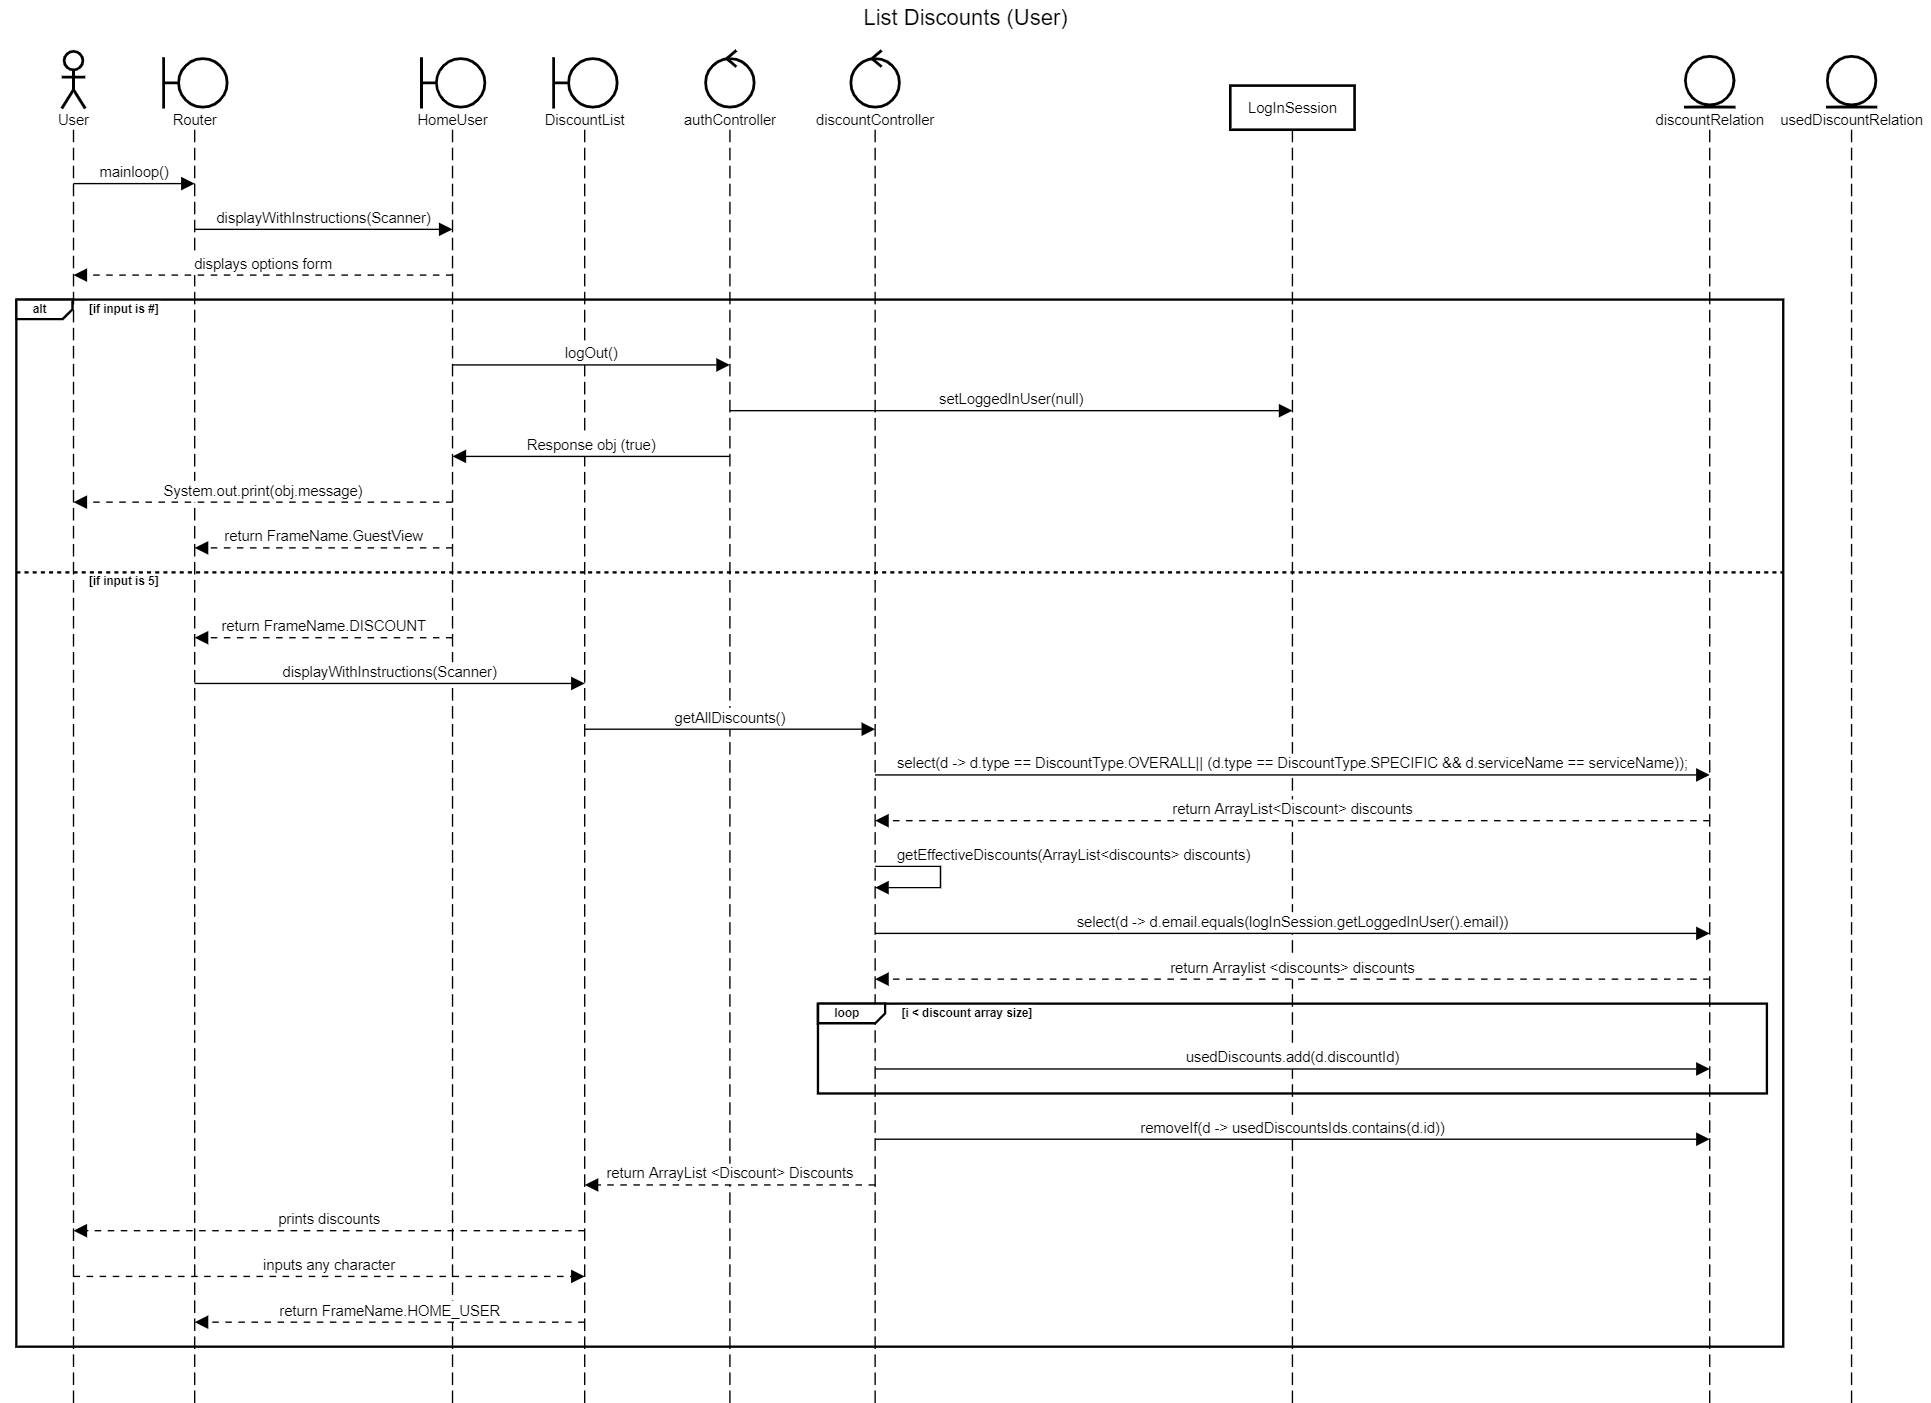 List Discounts (User)
User
Router
HomeUser
DiscountList
authController
discountController
LogInSession
discountRelation
usedDiscountRelation
mainloop()
displayWithInstructions(Scanner)
displays options form
alt
[if input is #]
logOut()
setLoggedInUser(null)
Response obj (true)
System.out.print(obj.message)
return FrameName.GuestView
[if input is 5]
return FrameName.DISCOUNT
displayWithInstructions(Scanner)
getAllDiscounts()
select(d -> d.type == DiscountType.OVERALL|| (d.type == DiscountType.SPECIFIC && d.serviceName == serviceName));
return ArrayList<Discount> discounts
getEffectiveDiscounts(ArrayList<discounts> discounts)
select(d -> d.email.equals(logInSession.getLoggedInUser().email))
return Arraylist <discounts> discounts
loop
[i < discount array size]
usedDiscounts.add(d.discountId)
removeIf(d -> usedDiscountsIds.contains(d.id))
return ArrayList <Discount> Discounts
prints discounts
inputs any character
return FrameName.HOME_USER